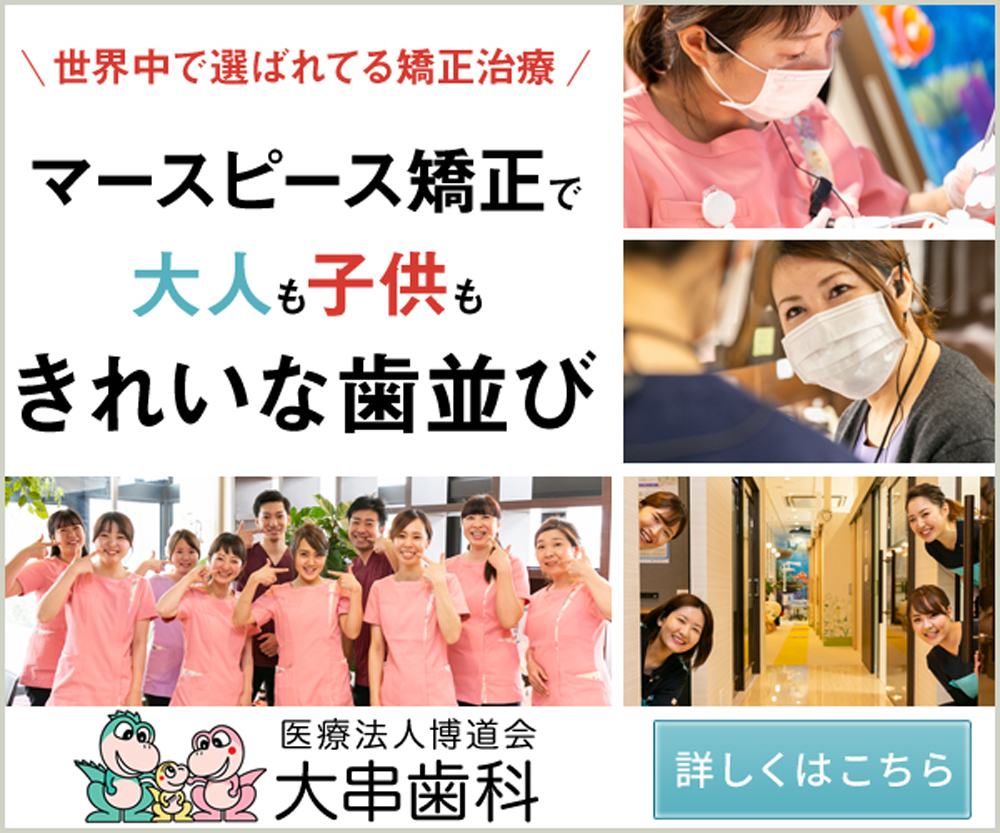 \ 世界中で選ばれてる矯正治療 /
マースピース矯正で
大人も子供も
きれいな歯並び
医療法人博道会
大串歯科
詳しくはこちら